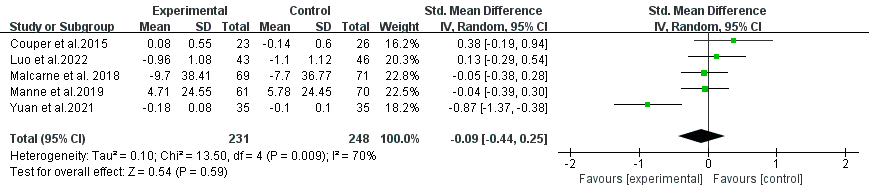 Experimental Control Std. Mean Difference Std. Mean Difference
Study or Subgroup Mean SD Total Mean SD Total Weight IV, Random, 95% CI IV, Random, 95% CI
Couper et al.2015 0.08 0.55 23 -0.14 0.6 26 16.2% 0.38 [-0.19, 0.94]
Luo et.2022 -0.96 1.08 43 -1.1 1.12 46 20.7% 0.13 [-0.29, 0.54]
Malcarne et al. 2018 -9.7 38.41 69 -7.7 36.77 71 22.6% -0.05 [-0.38, 0.28]
Manne et.2019 4.71 24.55 61 5.78 24.45 70 22.3% -0.04 [-0.39, 0.30]
Yuan et.2021 -0.18 0.08 35 -0.1 0.1 35 18.2% -0.87 [-1.37, -0.38]
Total (95% CI) 231 248 100.0% -0.09 [-0.44, 0.25]
Heterogeneity: Tau² = 0.10; Chi² = 13.50, df = 4 (P = 0.009); I² = 70%
Test for overall effect: Z = 0.54 (P = 0.59)
-2 -1 0 1 2
Favours [experimental] Favours [control]